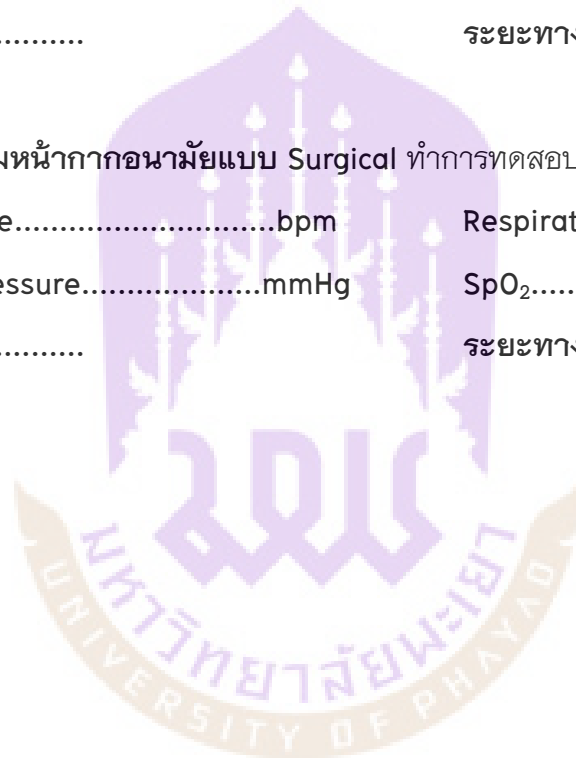 ........... ระยะทาง
มหน้ากากอนามัยแบบ Surgical ทำการทดสอบ
e.............................bpm Respirat
essure....................mmHg SpO₂.....
........... ระยะทาง
มหาวิทยาลัยพะเยา
UNIVERSITY OF PHAYAO